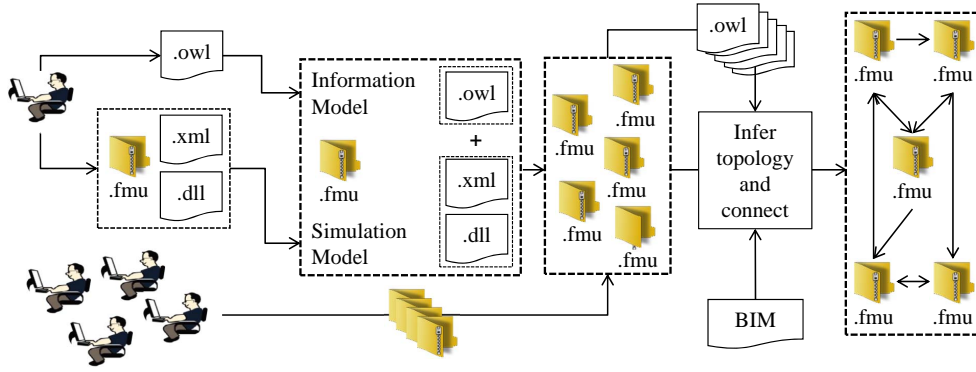 .owl
.fmu
.xml
.dll
Information
Model
.owl
+
.fmu
.xml
Simulation
Model
.dll
.fmu
.fmu
.fmu
.fmu
.fmu
.owl
Infer
topology
and
connect
BIM
.fmu
.fmu
.fmu
.fmu
.fmu